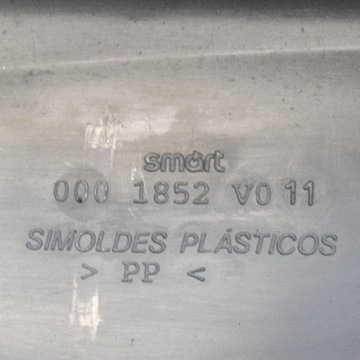 smart
000 1852 V0 11
SIMOLDES PLÁSTICOS
> PP <